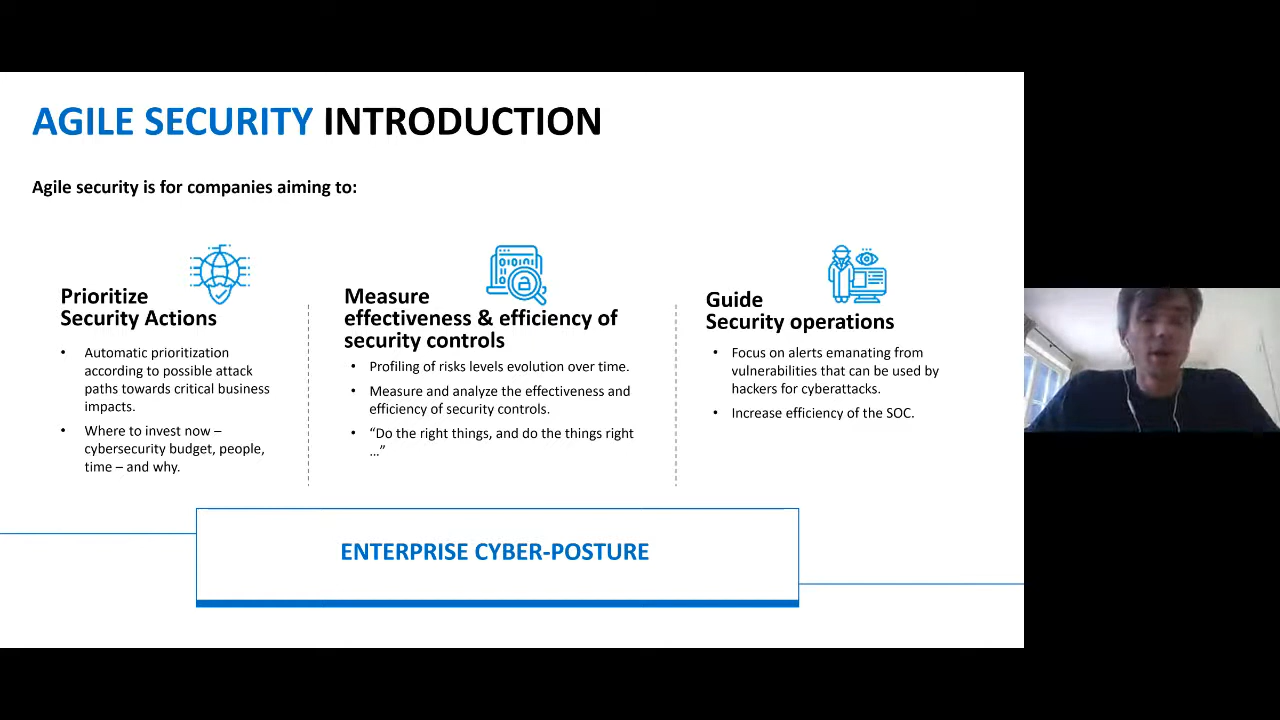 AGILE SECURITY INTRODUCTION
Agile security is for companies aiming to:
Prioritize
Security Actions
• Automatic prioritization
according to possible attack
paths towards critical business
impacts.
• Where to invest now –
cybersecurity budget, people,
time – and why.
Measure
effectiveness & efficiency of
security controls
• Profiling of risks levels evolution over time.
• Measure and analyze the effectiveness and
efficiency of security controls.
• “Do the right things, and do the things right
…”
Guide
Security operations
• Focus on alerts emanating from
vulnerabilities that can be used by
hackers for cyberattacks.
• Increase efficiency of the SOC.
ENTERPRISE CYBER-POSTURE